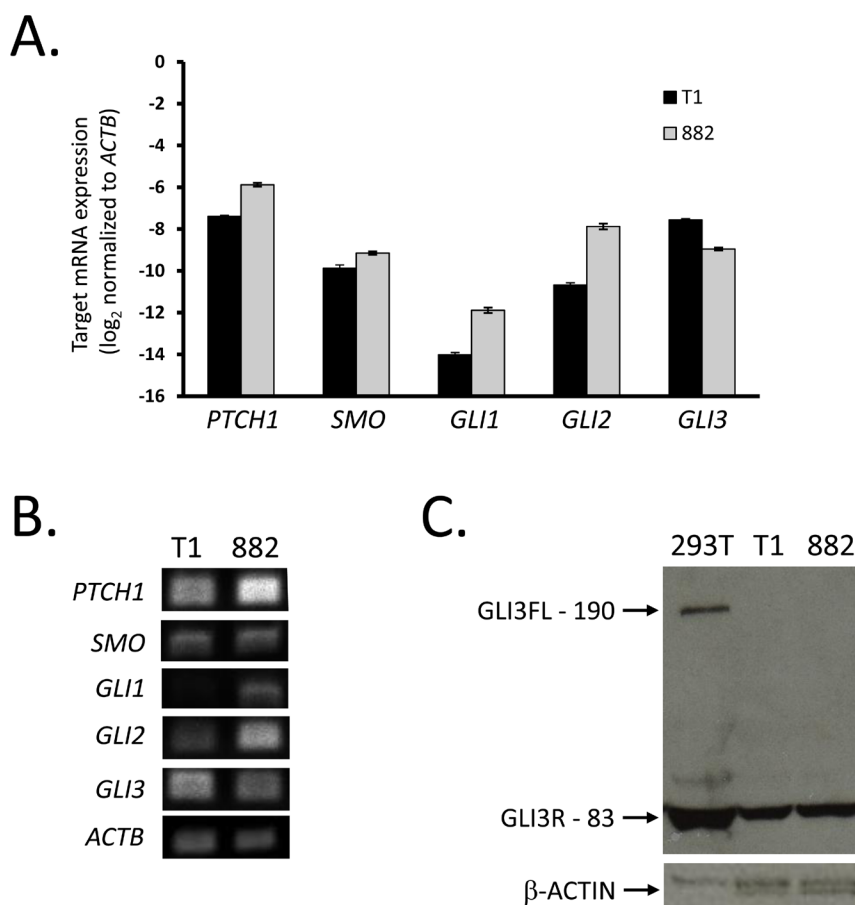 A.
Target mRNA expression
(log2 normalized to ACTB)
0
-2
-4
-6
-8
-10
-12
-14
-16
T1
882
PTCH1 SMO GLI1 GLI2 GLI3
B.
T1 882
PTCH1
SMO
GLI1
GLI2
GLI3
ACTB
C.
293T T1 882
GLI3FL - 190
GLI3R - 83
β-ACTIN